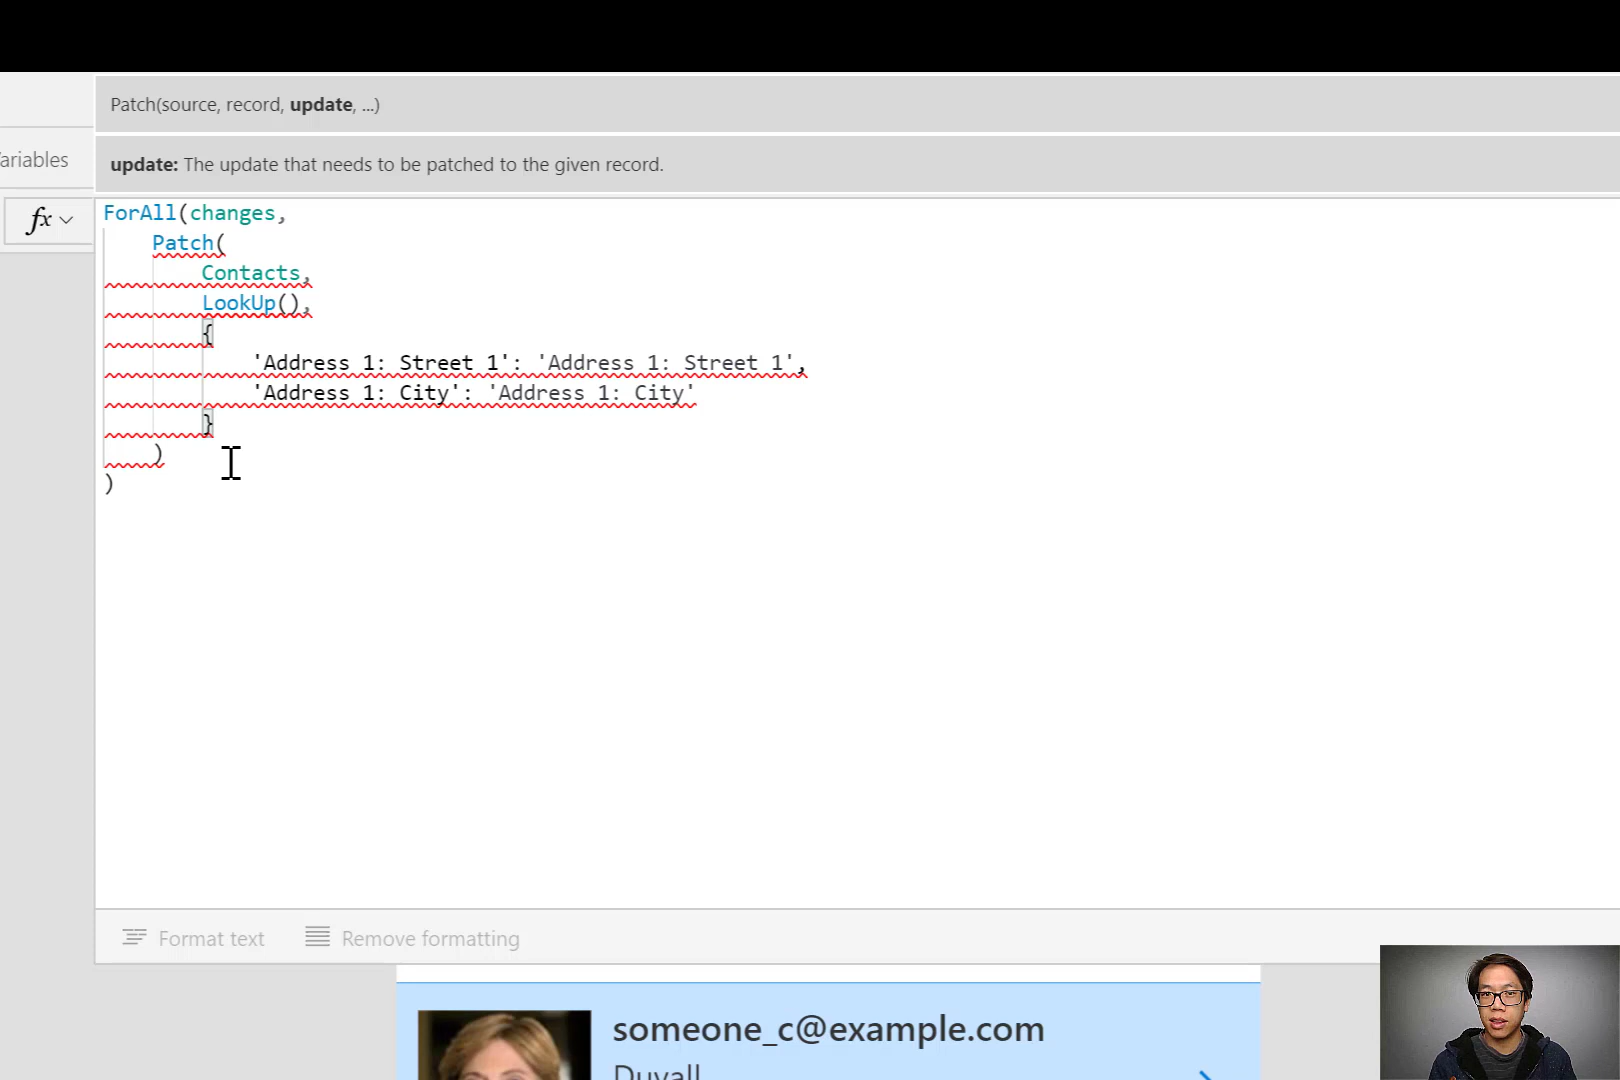 Patch(source, record, update, ...)
ariables
update: The update that needs to be patched to the given record.
fx
ForAll(changes,
Patch(
Contacts,
LookUp(),
{
'Address 1: Street 1': 'Address 1: Street 1',
'Address 1: City': 'Address 1: City'
}
)
)
Format text
Remove formatting
someone_c@example.com
Duvall